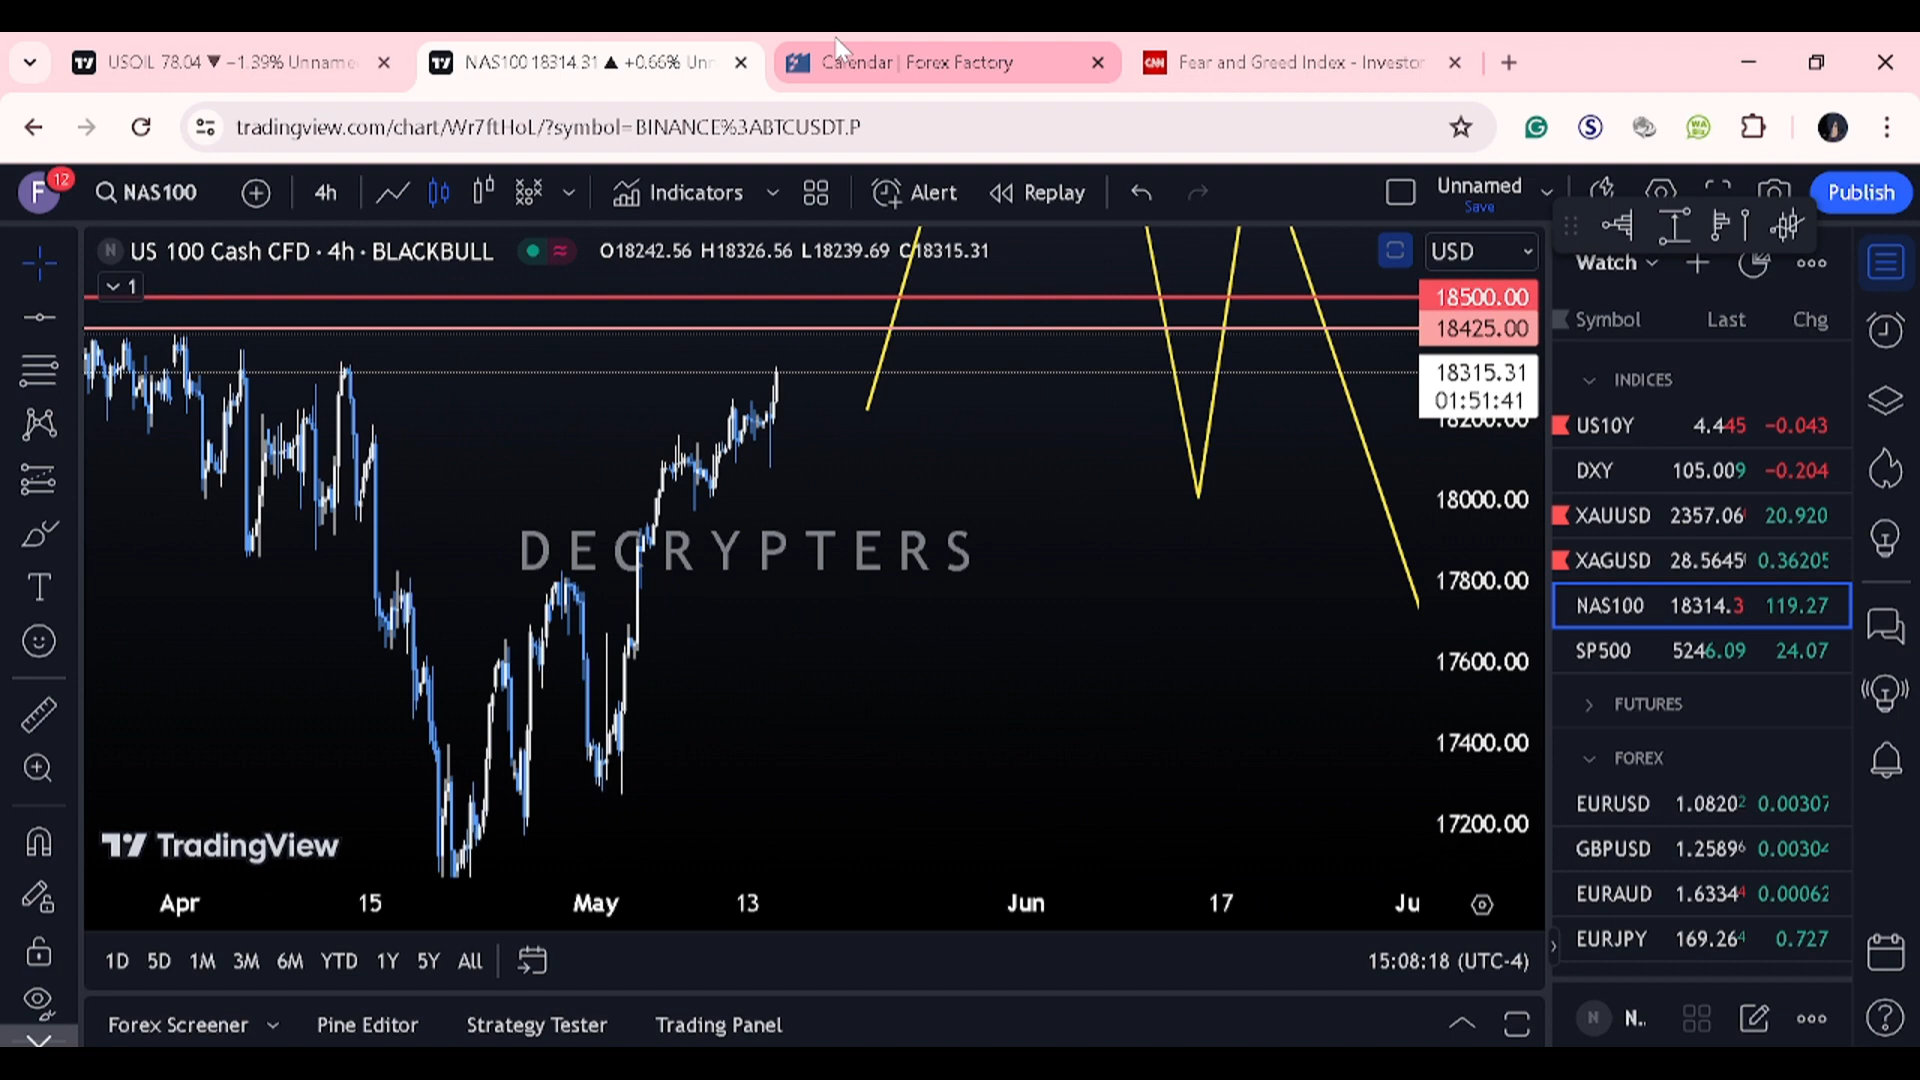 USOIL 78.04 ▼ −1.39% Unname
NAS100 18314.31 ▲ +0.66% Unn
Calendar | Forex Factory
CNN Fear and Greed Index - Investor
tradingview.com/chart/Wr7ftHoL/?symbol=BINANCE%3ABTCUSDT.P
F 12 NAS100 4h Indicators Alert Replay Unnamed Save Publish
N US 100 Cash CFD · 4h · BLACKBULL O18242.56 H18326.56 L18239.69 C18315.31 USD
Watch
1
18500.00
Symbol Last Chg
18425.00
18315.31
INDICES
01:51:41
18200.00
US10Y 4.445 −0.043
DXY 105.009 −0.204
18000.00
XAUUSD 2357.06 20.920
DECRYPTERS
XAGUSD 28.5645 0.36205
17800.00
NAS100 18314.3 119.27
SP500 5246.09 24.07
17600.00
FUTURES
17400.00
FOREX
EURUSD 1.08202 0.00307
17200.00
TradingView
GBPUSD 1.25896 0.00304
Apr 15 May 13 Jun 17 Ju
EURAUD 1.63344 0.00062
EURJPY 169.264 0.727
1D 5D 1M 3M 6M YTD 1Y 5Y All 15:08:18 (UTC-4)
Forex Screener Pine Editor Strategy Tester Trading Panel
N N..